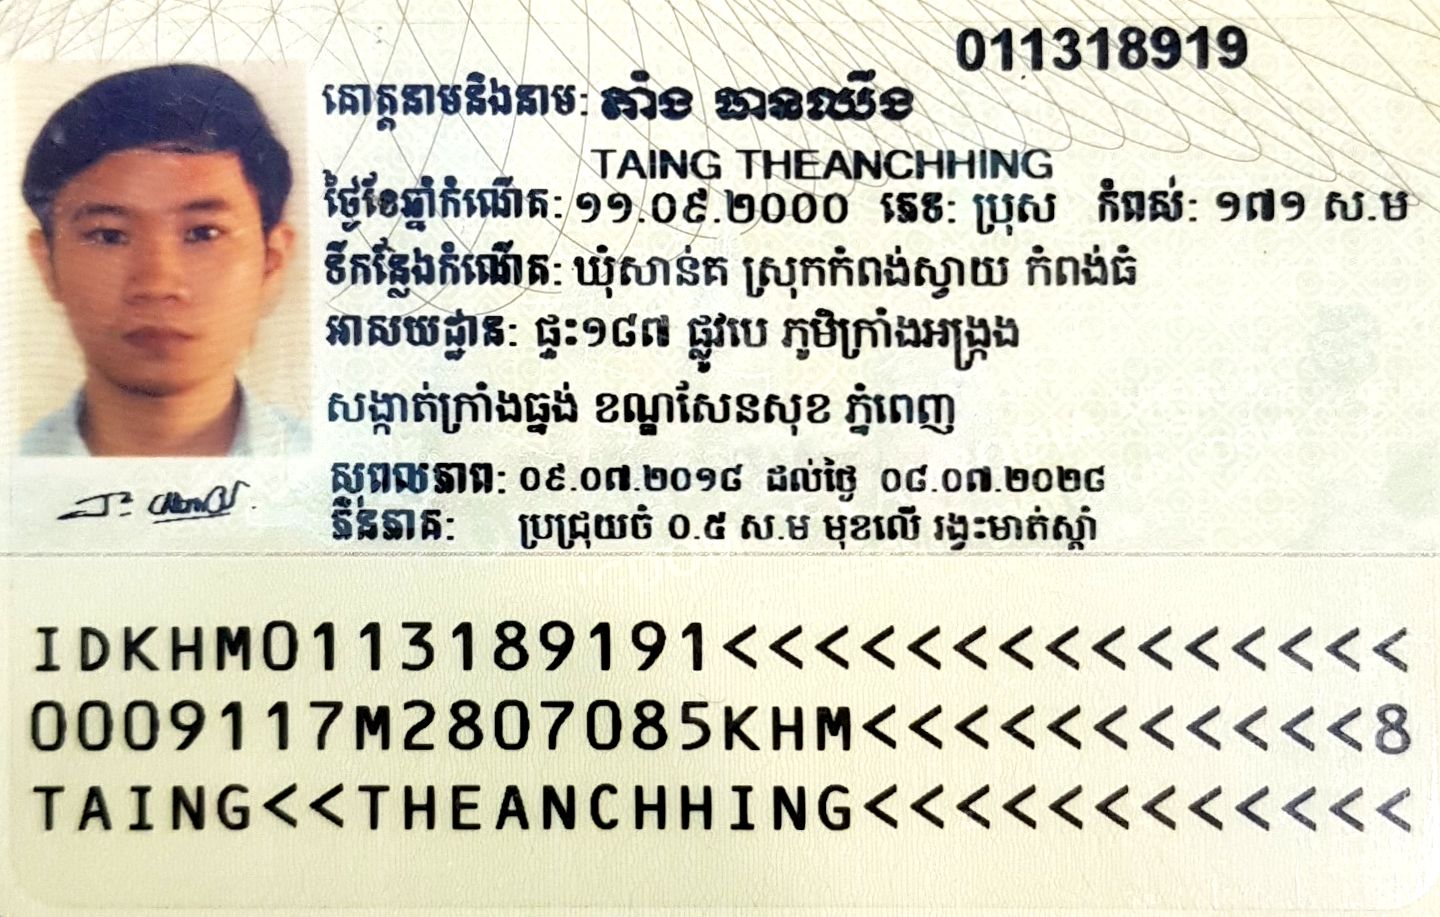 011318919
គោត្តនាមនិងនាម: តាំង ធានឈីង
TAING THEANCHHING
ថ្ងៃខែឆ្នាំកំណើត: ១១.០៩.២០០០ ភេទ: ប្រុស កំពស់: ១៧១ ស.ម
ទីកន្លែងកំណើត: ឃុំសាន់គ ស្រុកកំពង់ស្វាយ កំពង់ធំ
អាសយដ្ឋាន: ផ្ទះ១៨៧ ផ្លូវបេ ភូមិក្រាំងអង្ក្រង
សង្កាត់ក្រាំងធ្នង់ ខណ្ឌសែនសុខ ភ្នំពេញ
សុពលភាព: ០៩.០៧.២០១៨ ដល់ថ្ងៃ ០៨.០៧.២០២៨
ភិនភាគ: ប្រជ្រុយចំ ០.៥ ស.ម មុខលើ រង្វះមាត់ស្តាំ
IDKHM0113189191<<<<<<<<<<<<<<<
0009117M2807085KHM<<<<<<<<<<<8
TAING<<THEANCHHING<<<<<<<<<<<<